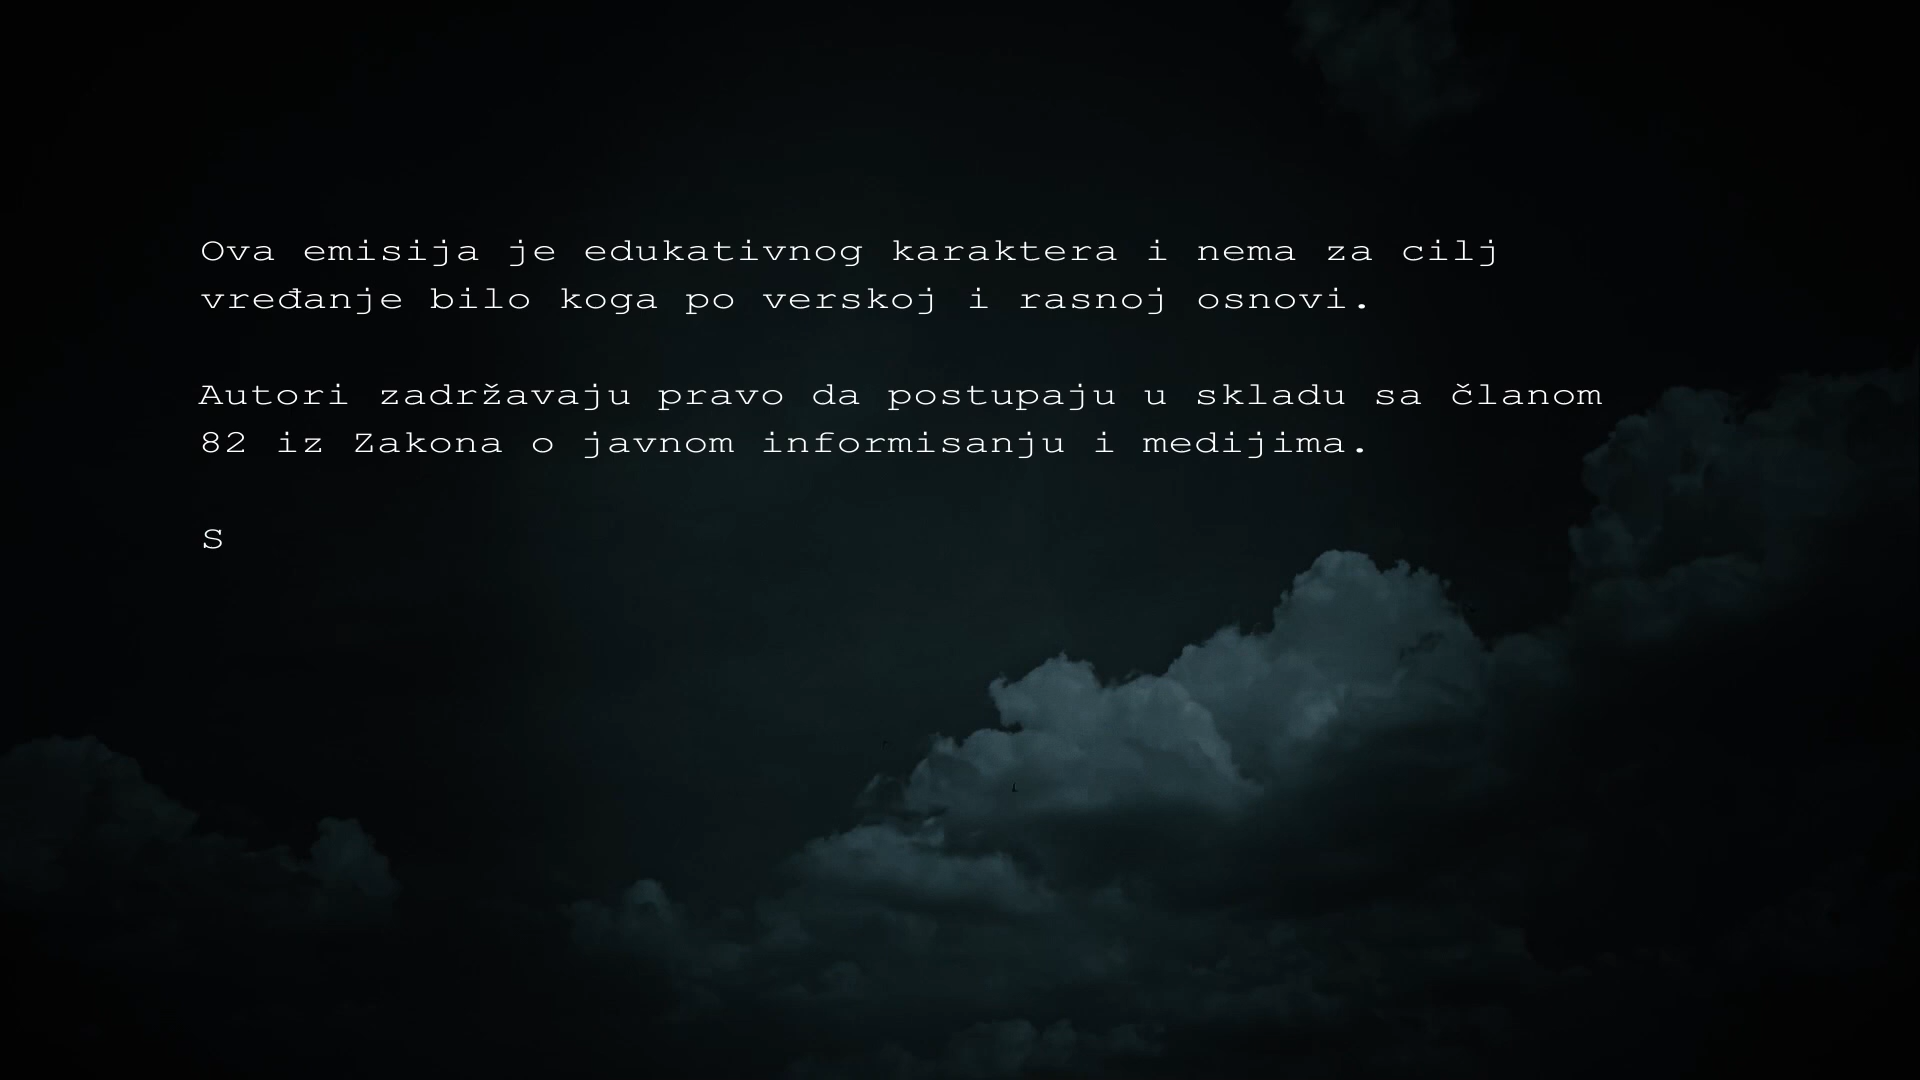 Ova emisija je edukativnog karaktera i nema za cilj
vređanje bilo koga po verskoj i rasnoj osnovi.
Autori zadržavaju pravo da postupaju u skladu sa članom
82 iz Zakona o javnom informisanju i medijima.
S